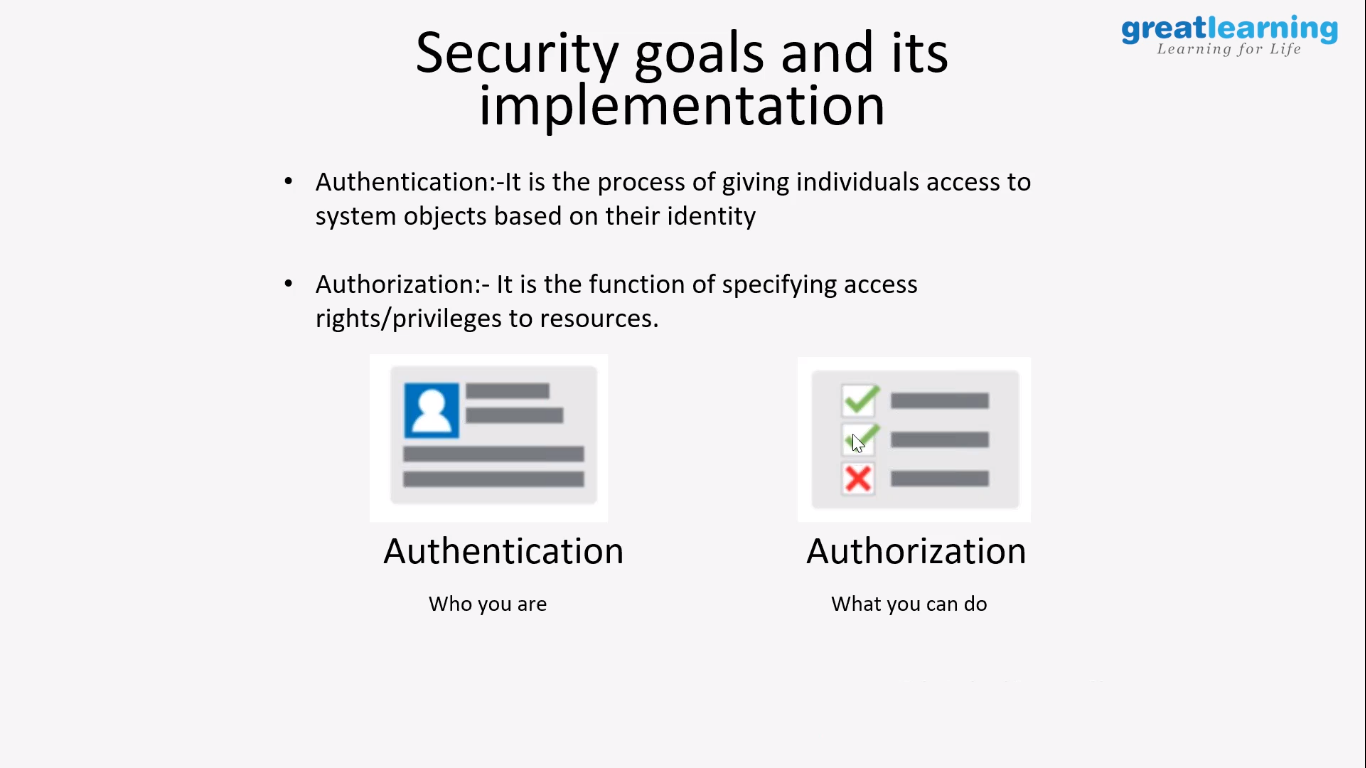 greatlearning
Learning for Life
Security goals and its
implementation
• Authentication:-It is the process of giving individuals access to
system objects based on their identity
• Authorization:- It is the function of specifying access
rights/privileges to resources.
Authentication
Authorization
Who you are
What you can do